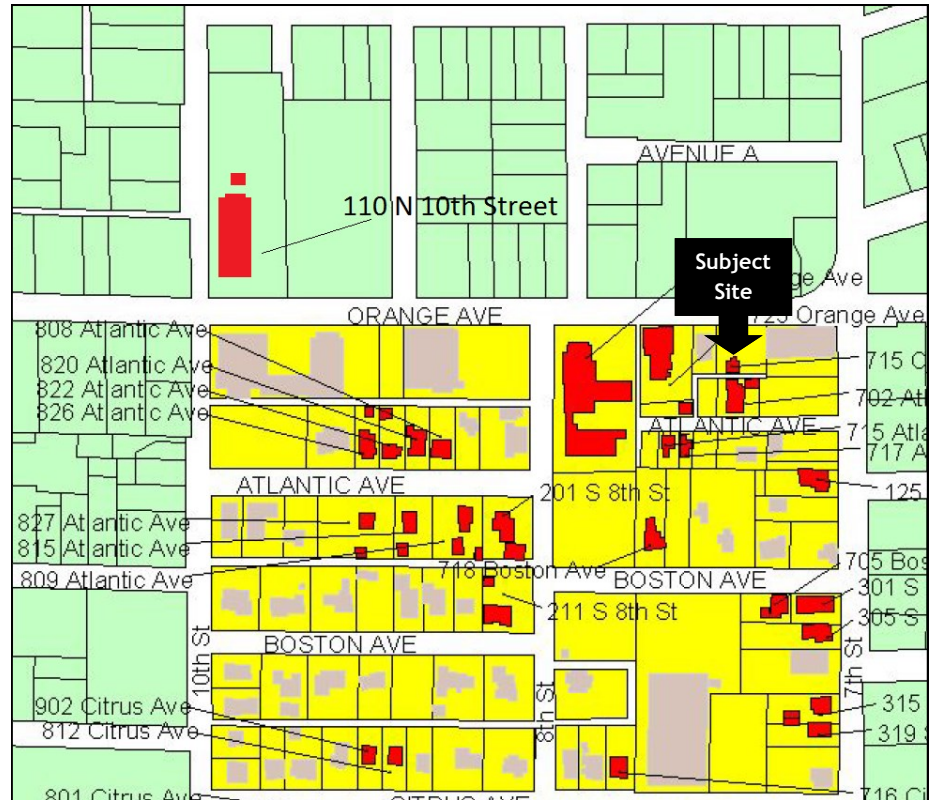 AVENUE A
110 N 10th Street
Subject
Site
ge Ave
ORANGE AVE
723 Orange Ave
808 Atlantic Ave
820 Atlantic Ave
715 O
822 Atlantic Ave
702 Atl
826 Atlantic Ave
ATLANTIC AVE
715 Atla
717 A
ATLANTIC AVE
201 S 8th St
125
827 Atlantic Ave
815 Atlantic Ave
718 Boston Ave
705 Bos
809 Atlantic Ave
BOSTON AVE
301 S
211 S 8th St
305 S
BOSTON AVE
10th St
7th St
8th St
902 Citrus Ave
315
812 Citrus Ave
319 S
801 Citrus Ave
CITRUS AVE
716 Ci